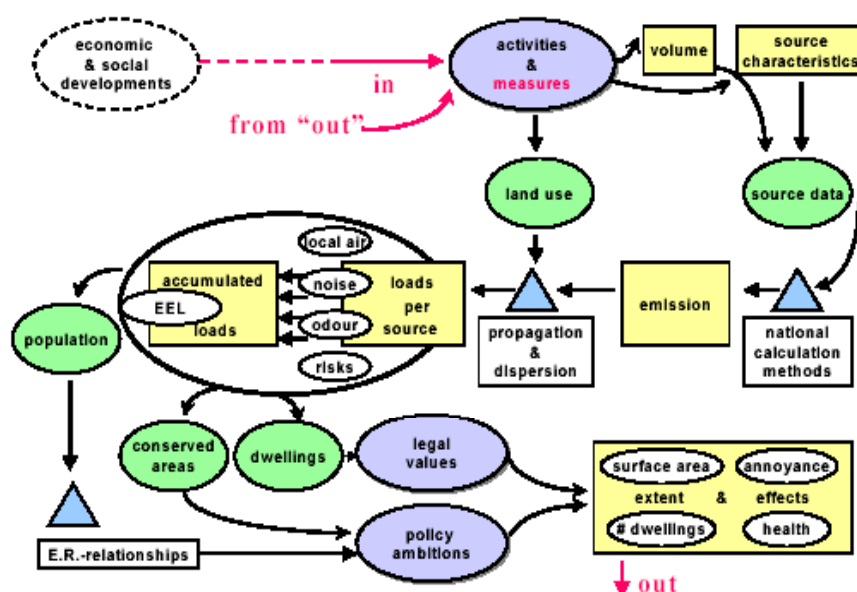 economic
& social
developments
in
from “out”
activities
&
measures
volume
source
characteristics
land use
source data
local air
accumulated
noise
loads
EEL
per
loads
odour
source
risks
emission
propagation
&
dispersion
national
calculation
methods
population
conserved
areas
dwellings
legal
values
policy
ambitions
E.R.-relationships
surface area
annoyance
extent & effects
# dwellings
health
out